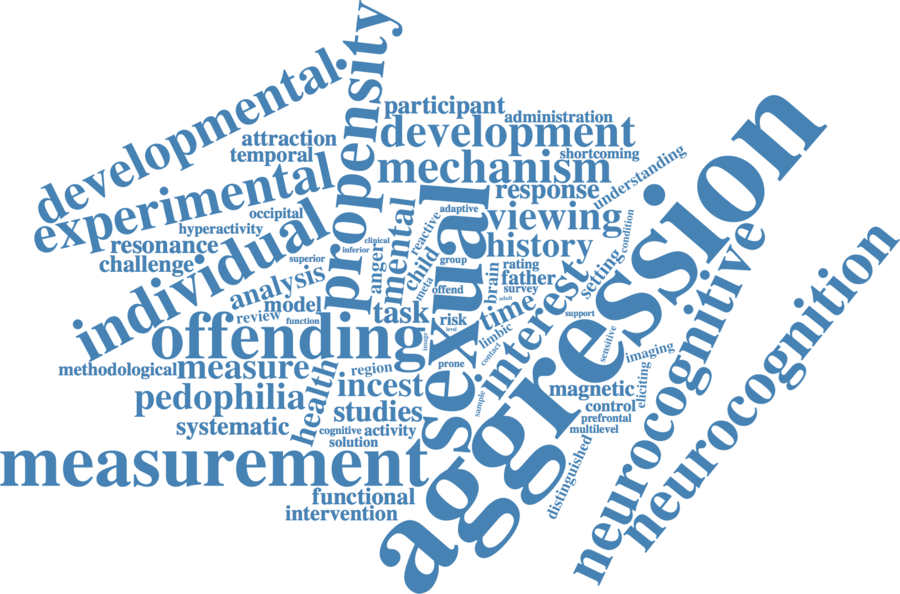 developmental
propensity
participant
administration
attraction
development
temporal
shortcoming
experimental
mechanism
understanding
response
occipital
adaptive
hyperactivity
reactive
viewing
condition
resonance
individual
mental
sexual
aggression
clinical
inferior
anger
history
challenge
superior
child
group
brain
rating
setting
analysis
meta
offend
father
survey
model
adult
review
function
task
risk
time
interest
support
neurocognitive
neurocognition
offending
image
level
limbic
contact
sensitive
imaging
methodological
measure
region
prone
health
incest
magnetic
eliciting
pedophilia
studies
sample
control
prefrontal
systematic
cognitive
activity
multilevel
solution
measurement
distinguished
functional
intervention